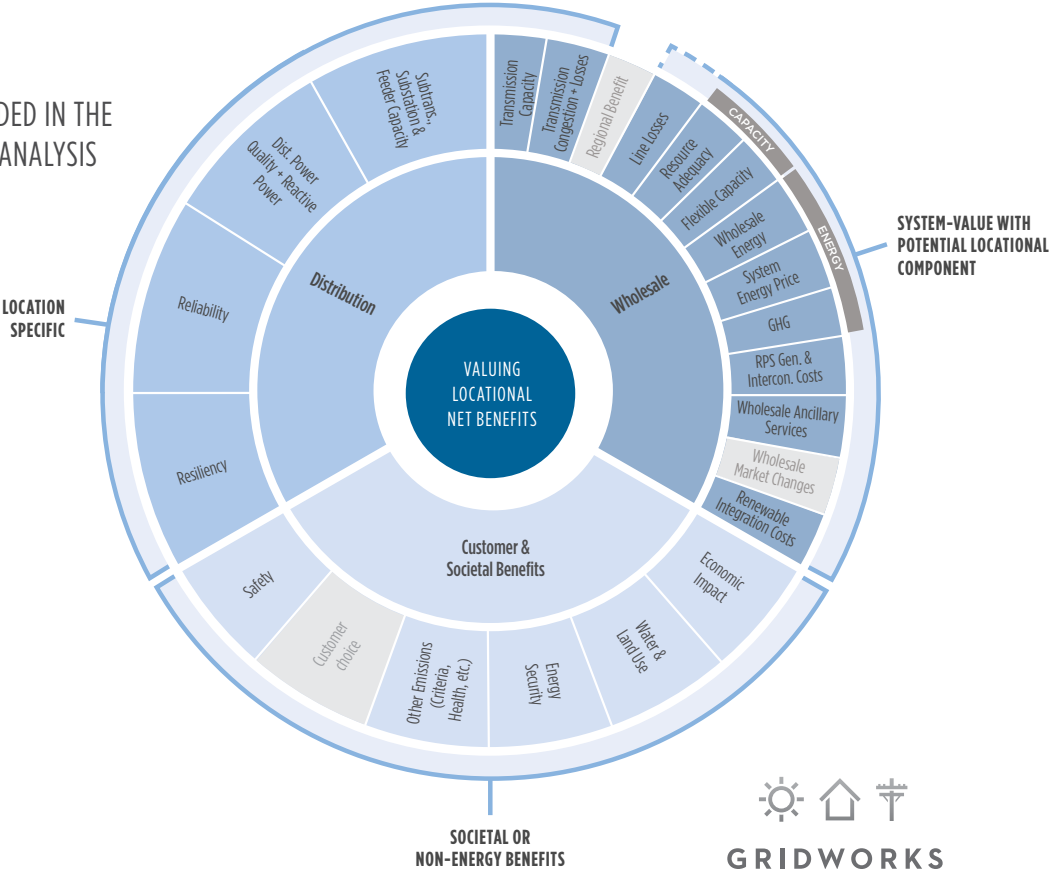 DED IN THE
ANALYSIS
LOCATION
SPECIFIC
SYSTEM-VALUE WITH
POTENTIAL LOCATIONAL
COMPONENT
SOCIETAL OR
NON-ENERGY BENEFITS
VALUING
LOCATIONAL
NET BENEFITS
Distribution
Wholesale
Customer &
Societal Benefits
Subtrans.,
Substation &
Feeder Capacity
Dist. Power
Quality + Reactive
Power
Reliability
Resiliency
Transmission
Capacity
Transmission
Congestion + Losses
Regional Benefit
Line Losses
Resource
Adequacy
Flexible Capacity
Wholesale
Energy
System
Energy Price
GHG
RPS Gen. &
Intercon. Costs
Wholesale Ancillary
Services
Wholesale
Market Changes
Renewable
Integration Costs
CAPACITY
ENERGY
Economic
Impact
Water &
Land Use
Energy
Security
Other Emissions
(Criteria,
Health, etc.)
Customer
choice
Safety
GRIDWORKS